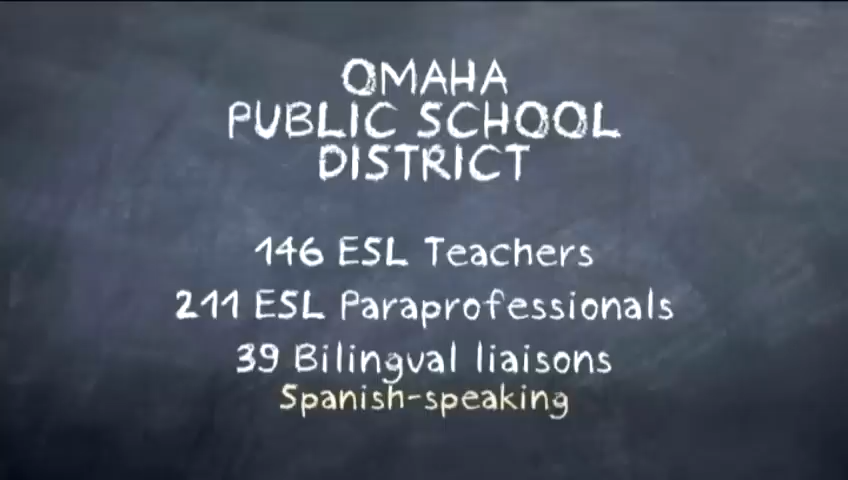 OMAHA
PUBLIC SCHOOL
DISTRICT
146 ESL Teachers
211 ESL Paraprofessionals
39 Bilingual liaisons
Spanish-speaking